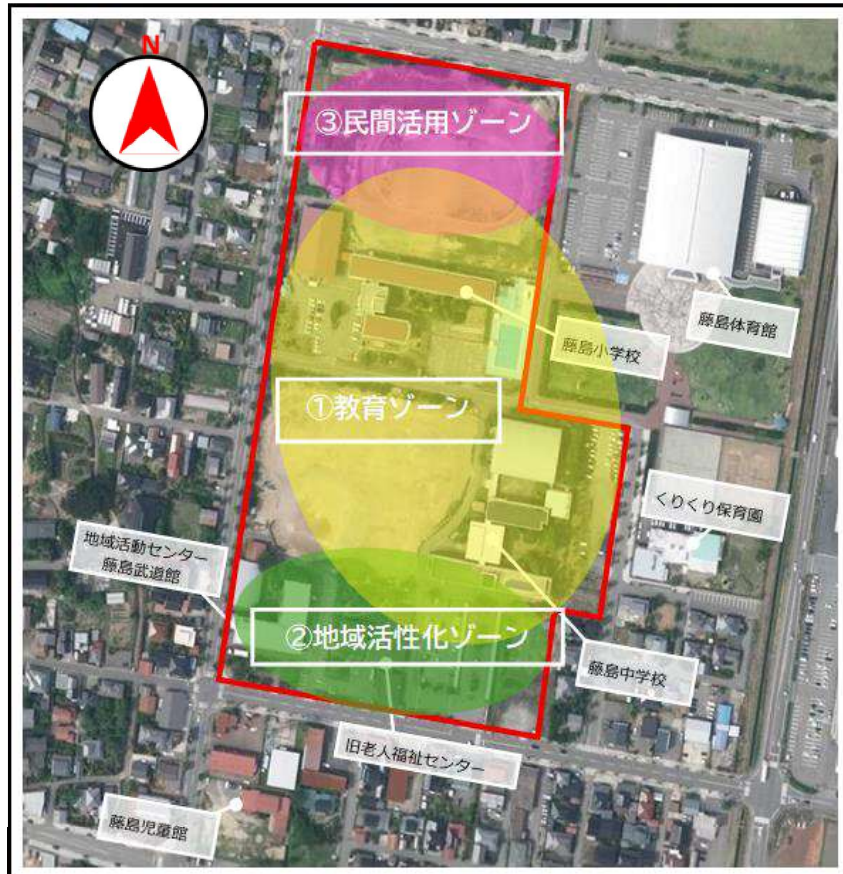 N
③民間活用ゾーン
藤島体育館
藤島小学校
①教育ゾーン
くりくり保育園
地域活動センター
藤島武道館
②地域活性化ゾーン
藤島中学校
旧老人福祉センター
藤島児童館